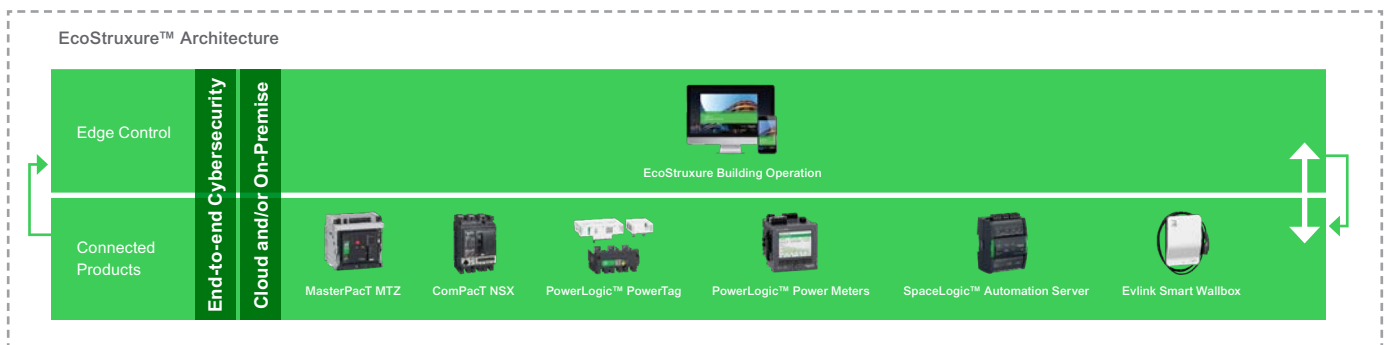 EcoStruxure™ Architecture
Edge Control
End-to-end Cybersecurity
Cloud and/or On-Premise
EcoStruxure Building Operation
Connected
Products
MasterPacT MTZ
ComPacT NSX
PowerLogic™ PowerTag
PowerLogic™ Power Meters
SpaceLogic™ Automation Server
Evlink Smart Wallbox